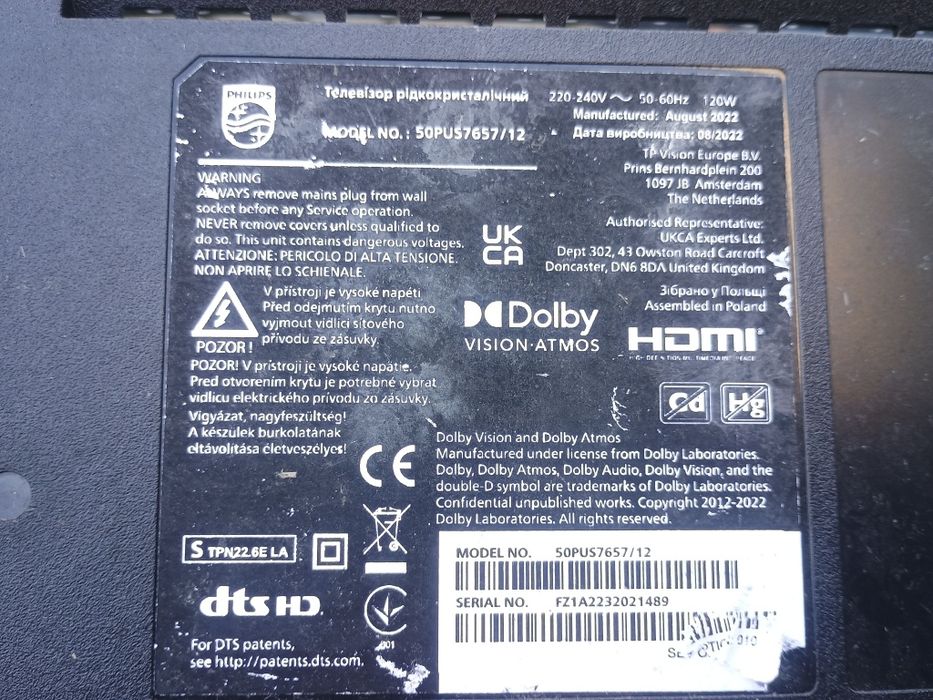 PHILIPS
Телевізор рідкокристалічний
MODEL NO.: 50PUS7657/12
220-240V ~ 50-60Hz 120W
Manufactured: August 2022
Дата виробництва: 08/2022
TP Vision Europe B.V.
Prins Bernhardplein 200
1097 JB Amsterdam
The Netherlands
WARNING
ALWAYS remove mains plug from wall
socket before any Service operation.
NEVER remove covers unless qualified to
do so. This unit contains dangerous voltages.
ATTENZIONE: PERICOLO DI ALTA TENSIONE.
NON APRIRE LO SCHIENALE.
UK
CA
Authorised Representative:
UKCA Experts Ltd.
Dept 302, 43 Owston Road Carcroft
Doncaster, DN6 8DA United Kingdom
Зібрано у Польщі
Assembled in Poland
V přístroji je vysoké napětí
Před odejmutím krytu nutno
vyjmout vidlici síťového
přívodu ze zásuvky.
POZOR!
POZOR! V prístroji je vysoké napätie.
Pred otvorením krytu je potrebné vybrat
vidlicu elektrického prívodu zo zásuvky.
Vigyázat, nagyfeszültség!
A készülek burkolatának
eltávolítása életveszélyes!
Dolby
VISION·ATMOS
HDMI
HIGH-DEFINITION MULTIMEDIA INTERFACE
Cd
Hg
CE
Dolby Vision and Dolby Atmos
Manufactured under license from Dolby Laboratories.
Dolby, Dolby Atmos, Dolby Audio, Dolby Vision, and the
double-D symbol are trademarks of Dolby Laboratories.
Confidential unpublished works. Copyright 2012-2022
Dolby Laboratories. All rights reserved.
S TPN22.6E LA
dts HD
For DTS patents,
see http://patents.dts.com.
001
MODEL NO. 50PUS7657/12
SERIAL NO. FZ1A2232021489